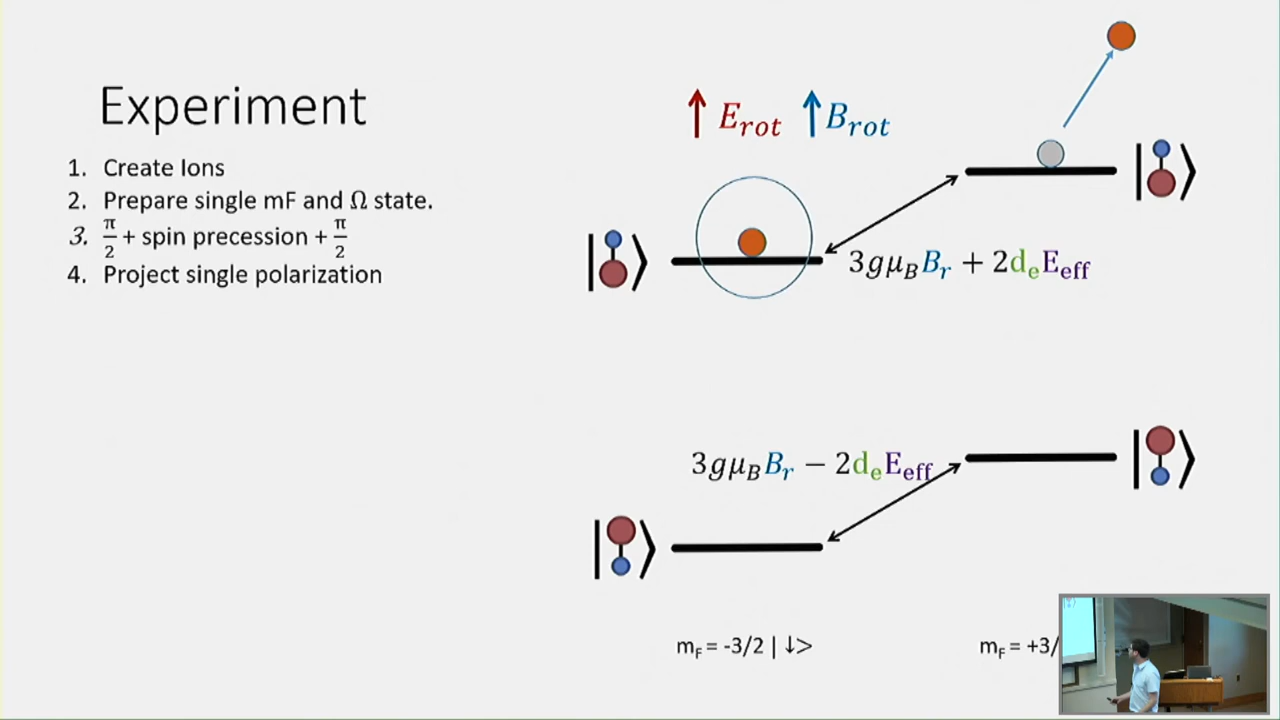 Experiment
1. Create Ions
2. Prepare single mF and Ω state.
3. π/2 + spin precession + π/2
4. Project single polarization
↑ E_rot ↑ B_rot
3gμ_B B_r + 2d_e E_eff
3gμ_B B_r − 2d_e E_eff
m_F = -3/2 | ↓>
m_F = +3/